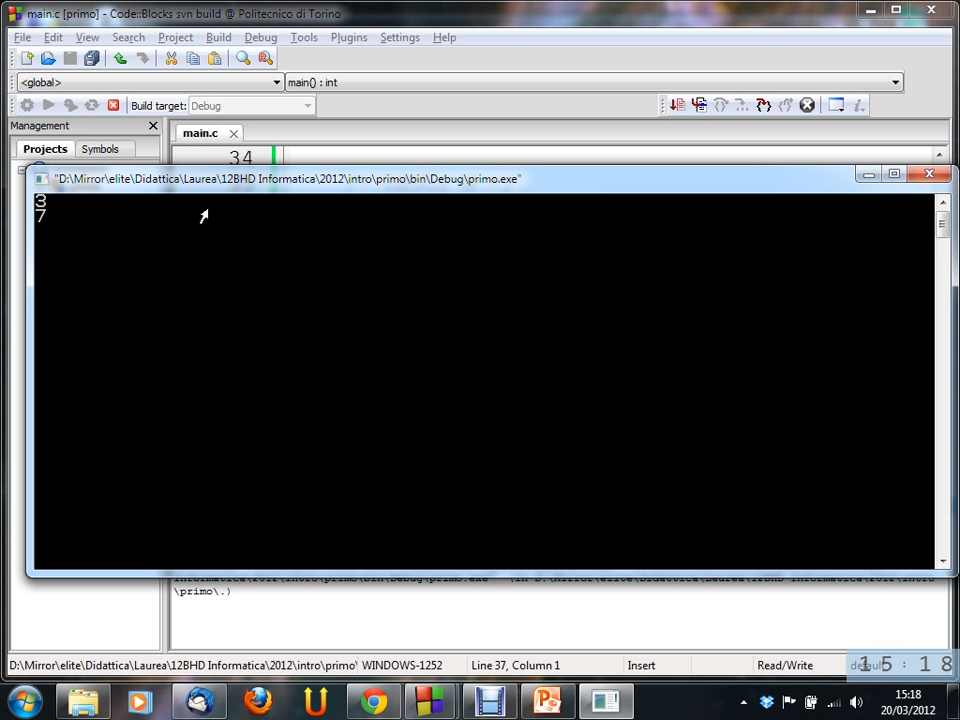 main.c [primo] - Code::Blocks svn build @ Politecnico di Torino
File Edit View Search Project Build Debug Tools Plugins Settings Help
<global> main() : int
Build target: Debug
Management
main.c
Projects Symbols
34
"D:\Mirror\elite\Didattica\Laurea\12BHD Informatica\2012\intro\primo\bin\Debug\primo.exe"
3
7
\primo\.)
D:\Mirror\elite\Didattica\Laurea\12BHD Informatica\2012\intro\primo\ WINDOWS-1252 Line 37, Column 1 Insert Read/Write default
15:18
15:18
20/03/2012